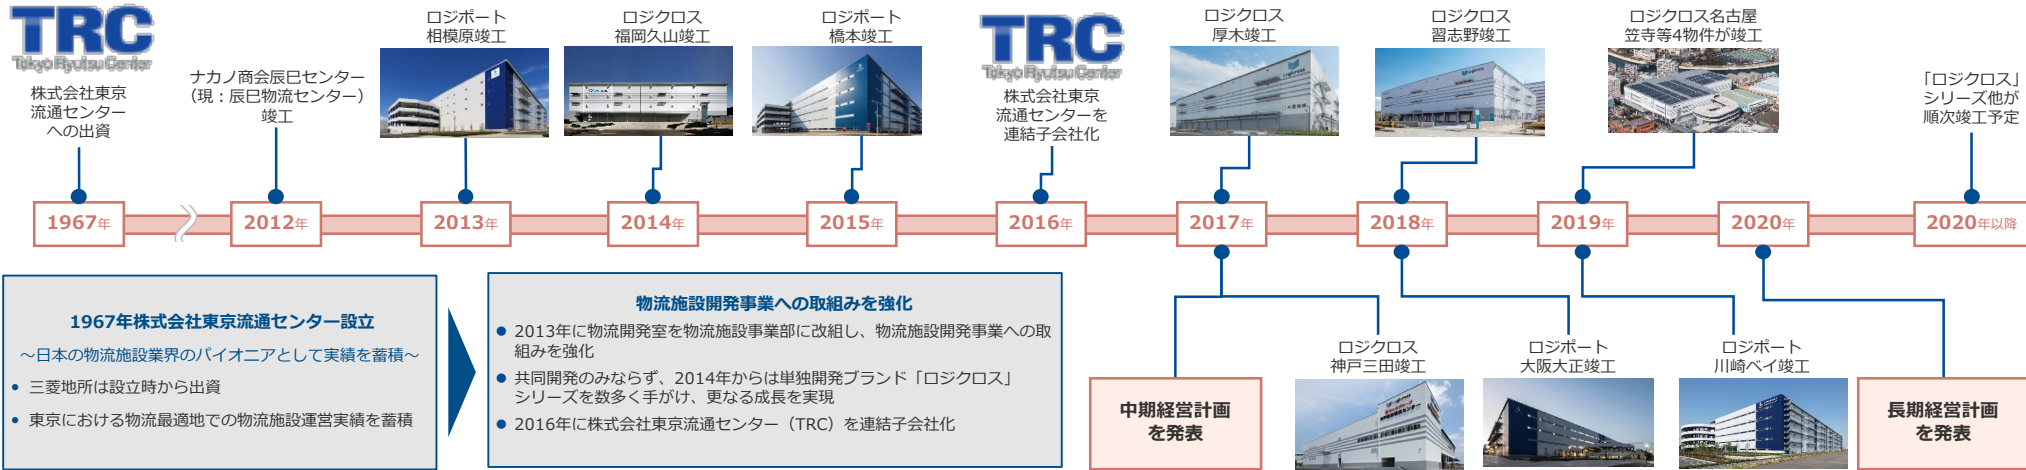 TRC
Tokyo Ryutsu Center
株式会社東京
流通センター
への出資
ナカノ商会辰巳センター
（現：辰巳物流センター）
竣工
ロジポート
相模原竣工
ロジクロス
福岡久山竣工
ロジポート
橋本竣工
TRC
Tokyo Ryutsu Center
株式会社東京
流通センターを
連結子会社化
ロジクロス
厚木竣工
ロジクロス
習志野竣工
ロジクロス名古屋
笠寺等4物件が竣工
「ロジクロス」
シリーズ他が
順次竣工予定
1967年
2012年
2013年
2014年
2015年
2016年
2017年
2018年
2019年
2020年
2020年以降
1967年株式会社東京流通センター設立
～日本の物流施設業界のパイオニアとして実績を蓄積～
• 三菱地所は設立時から出資
• 東京における物流最適地での物流施設運営実績を蓄積
物流施設開発事業への取組みを強化
● 2013年に物流開発室を物流施設事業部に改組し、物流施設開発事業への取
組みを強化
● 共同開発のみならず、2014年からは単独開発ブランド「ロジクロス」
シリーズを数多く手がけ、更なる成長を実現
● 2016年に株式会社東京流通センター（TRC）を連結子会社化
中期経営計画
を発表
ロジクロス
神戸三田竣工
ロジポート
大阪大正竣工
ロジポート
川崎ベイ竣工
長期経営計画
を発表